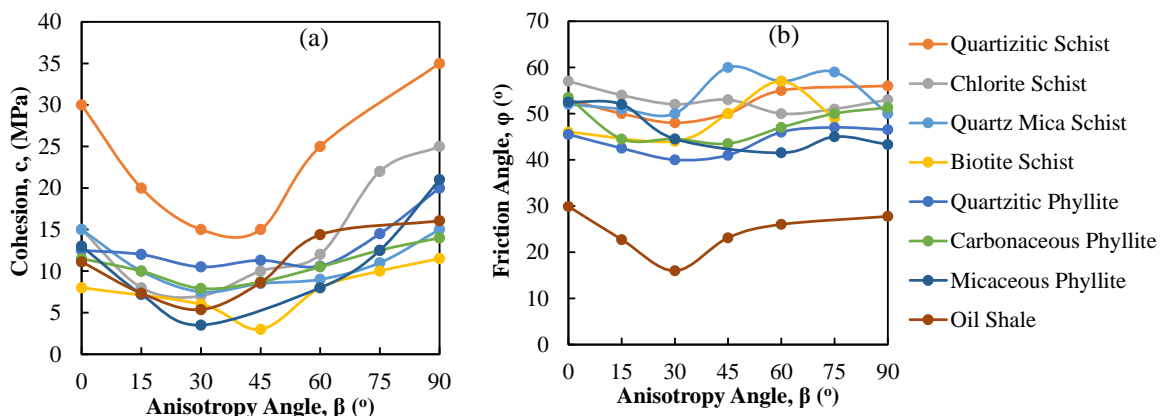 (a)
Cohesion, c, (MPa)
40
35
30
25
20
15
10
5
0
0 15 30 45 60 75 90
Anisotropy Angle, β (°)
(b)
Friction Angle, φ (°)
70
60
50
40
30
20
10
0
0 15 30 45 60 75 90
Anisotropy Angle, β (°)
Quartizitic Schist
Chlorite Schist
Quartz Mica Schist
Biotite Schist
Quartzitic Phyllite
Carbonaceous Phyllite
Micaceous Phyllite
Oil Shale